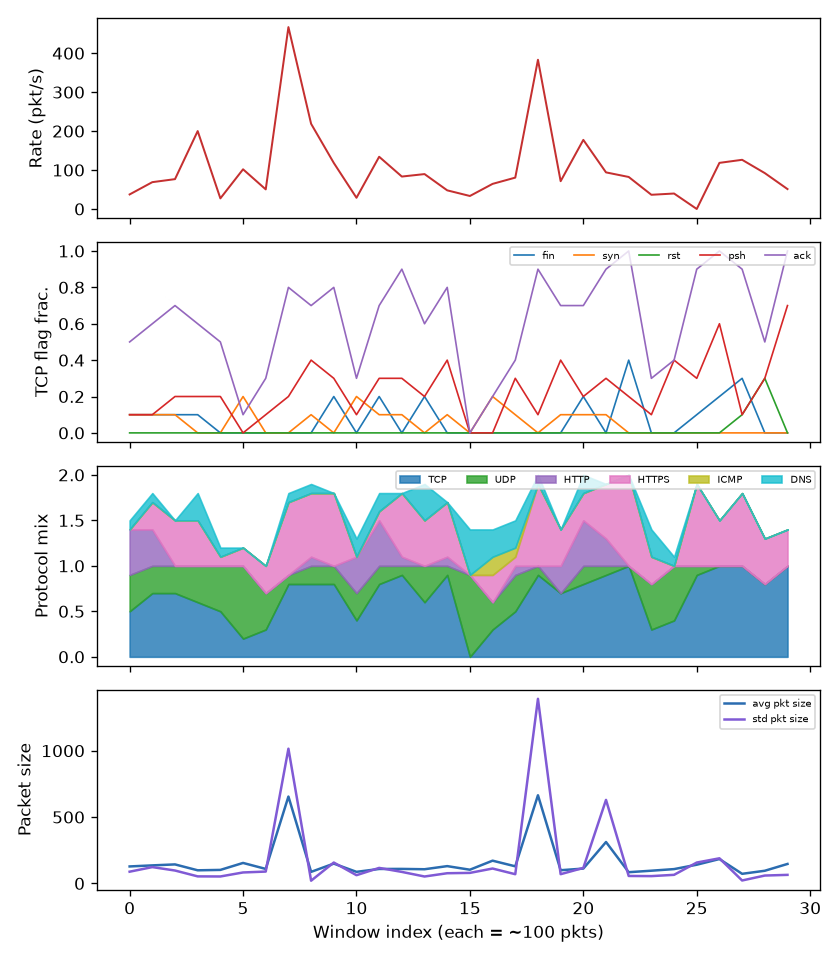 Rate (pkt/s)
400
300
200
100
0
TCP flag frac.
1.0
0.8
0.6
0.4
0.2
0.0
fin syn rst psh ack
Protocol mix
2.0
1.5
1.0
0.5
0.0
TCP UDP HTTP HTTPS ICMP DNS
Packet size
1000
500
0
avg pkt size
std pkt size
0 5 10 15 20 25 30
Window index (each = ~100 pkts)